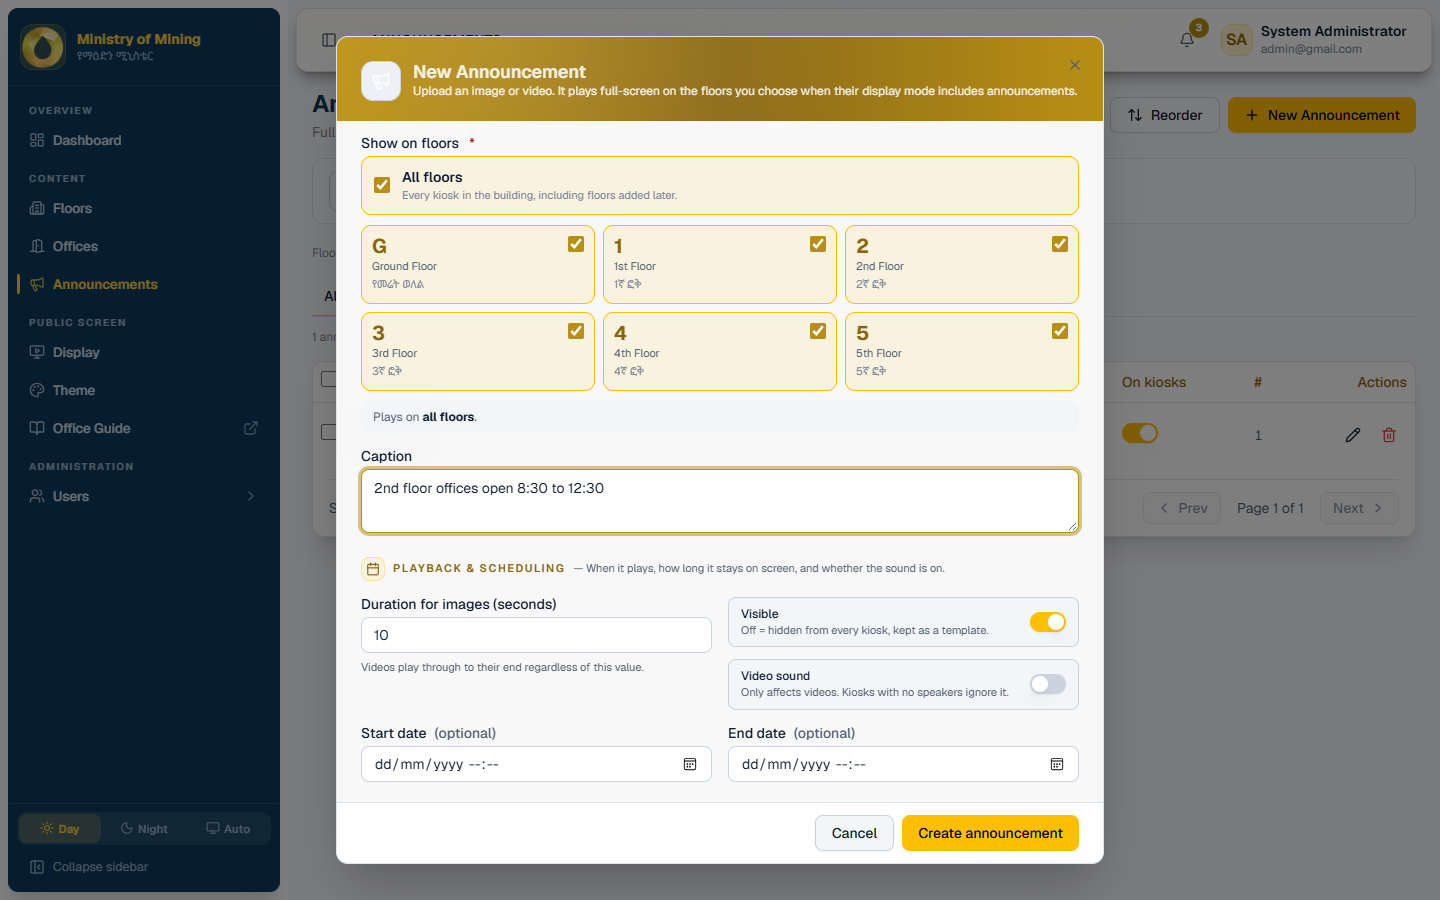 Ministry of Mining
የማዕድን ሚኒስቴር
OVERVIEW
Dashboard
CONTENT
Floors
Offices
Announcements
PUBLIC SCREEN
Display
Theme
Office Guide
ADMINISTRATION
Users
Day
Night
Auto
Collapse sidebar
3
SA
System Administrator
admin@gmail.com
Reorder
New Announcement
On kiosks
#
Actions
1
Prev
Page 1 of 1
Next
New Announcement
Upload an image or video. It plays full-screen on the floors you choose when their display mode includes announcements.
Show on floors *
All floors
Every kiosk in the building, including floors added later.
G
Ground Floor
የመሬት ወለል
1
1st Floor
1ኛ ፎቅ
2
2nd Floor
2ኛ ፎቅ
3
3rd Floor
3ኛ ፎቅ
4
4th Floor
4ኛ ፎቅ
5
5th Floor
5ኛ ፎቅ
Plays on all floors.
Caption
2nd floor offices open 8:30 to 12:30
PLAYBACK & SCHEDULING — When it plays, how long it stays on screen, and whether the sound is on.
Duration for images (seconds)
10
Videos play through to their end regardless of this value.
Visible
Off = hidden from every kiosk, kept as a template.
Video sound
Only affects videos. Kiosks with no speakers ignore it.
Start date (optional)
dd/mm/yyyy --:--
End date (optional)
dd/mm/yyyy --:--
Cancel
Create announcement